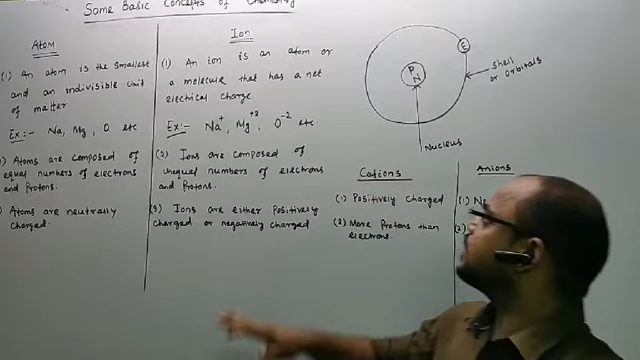 Some Basic Concepts of Chemistry
Atom
(1) An atom is the smallest
and an indivisible unit
of matter
Ex:- Na, Mg, O etc
) Atoms are composed of
equal numbers of electrons
and Protons.
) Atoms are neutrally
charged.
Ion
(1) An ion is an atom or
a molecule that has a net
electrical charge.
Ex:- Na+, Mg+2, O-2 etc.
(2) Ions are composed of
unequal numbers of electrons
and Protons.
(3) Ions are either Positively
charged or negatively charged
E
P
N
Shell
or Orbitals
Nucleus
Cations
(1) Positively Charged
(2) More Protons than
electrons.
Anions
(1) Ne
(2)